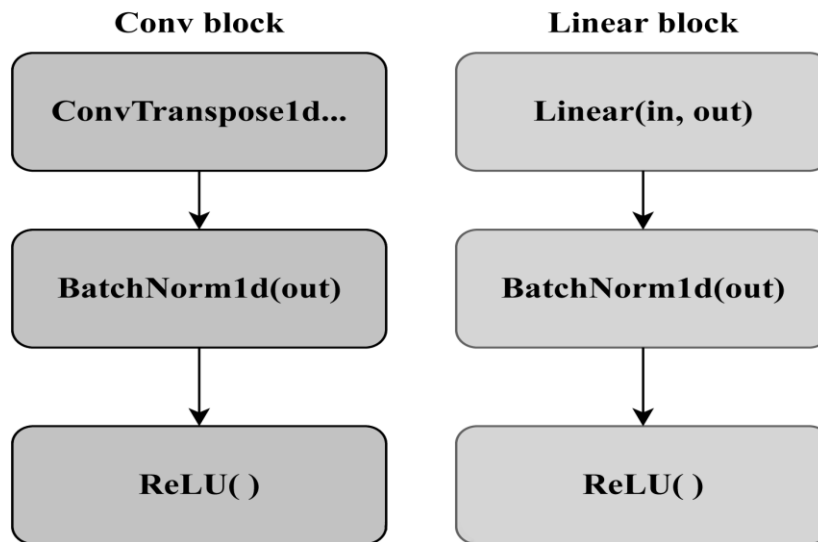 Conv block
ConvTranspose1d...
BatchNorm1d(out)
ReLU( )
Linear block
Linear(in, out)
BatchNorm1d(out)
ReLU( )